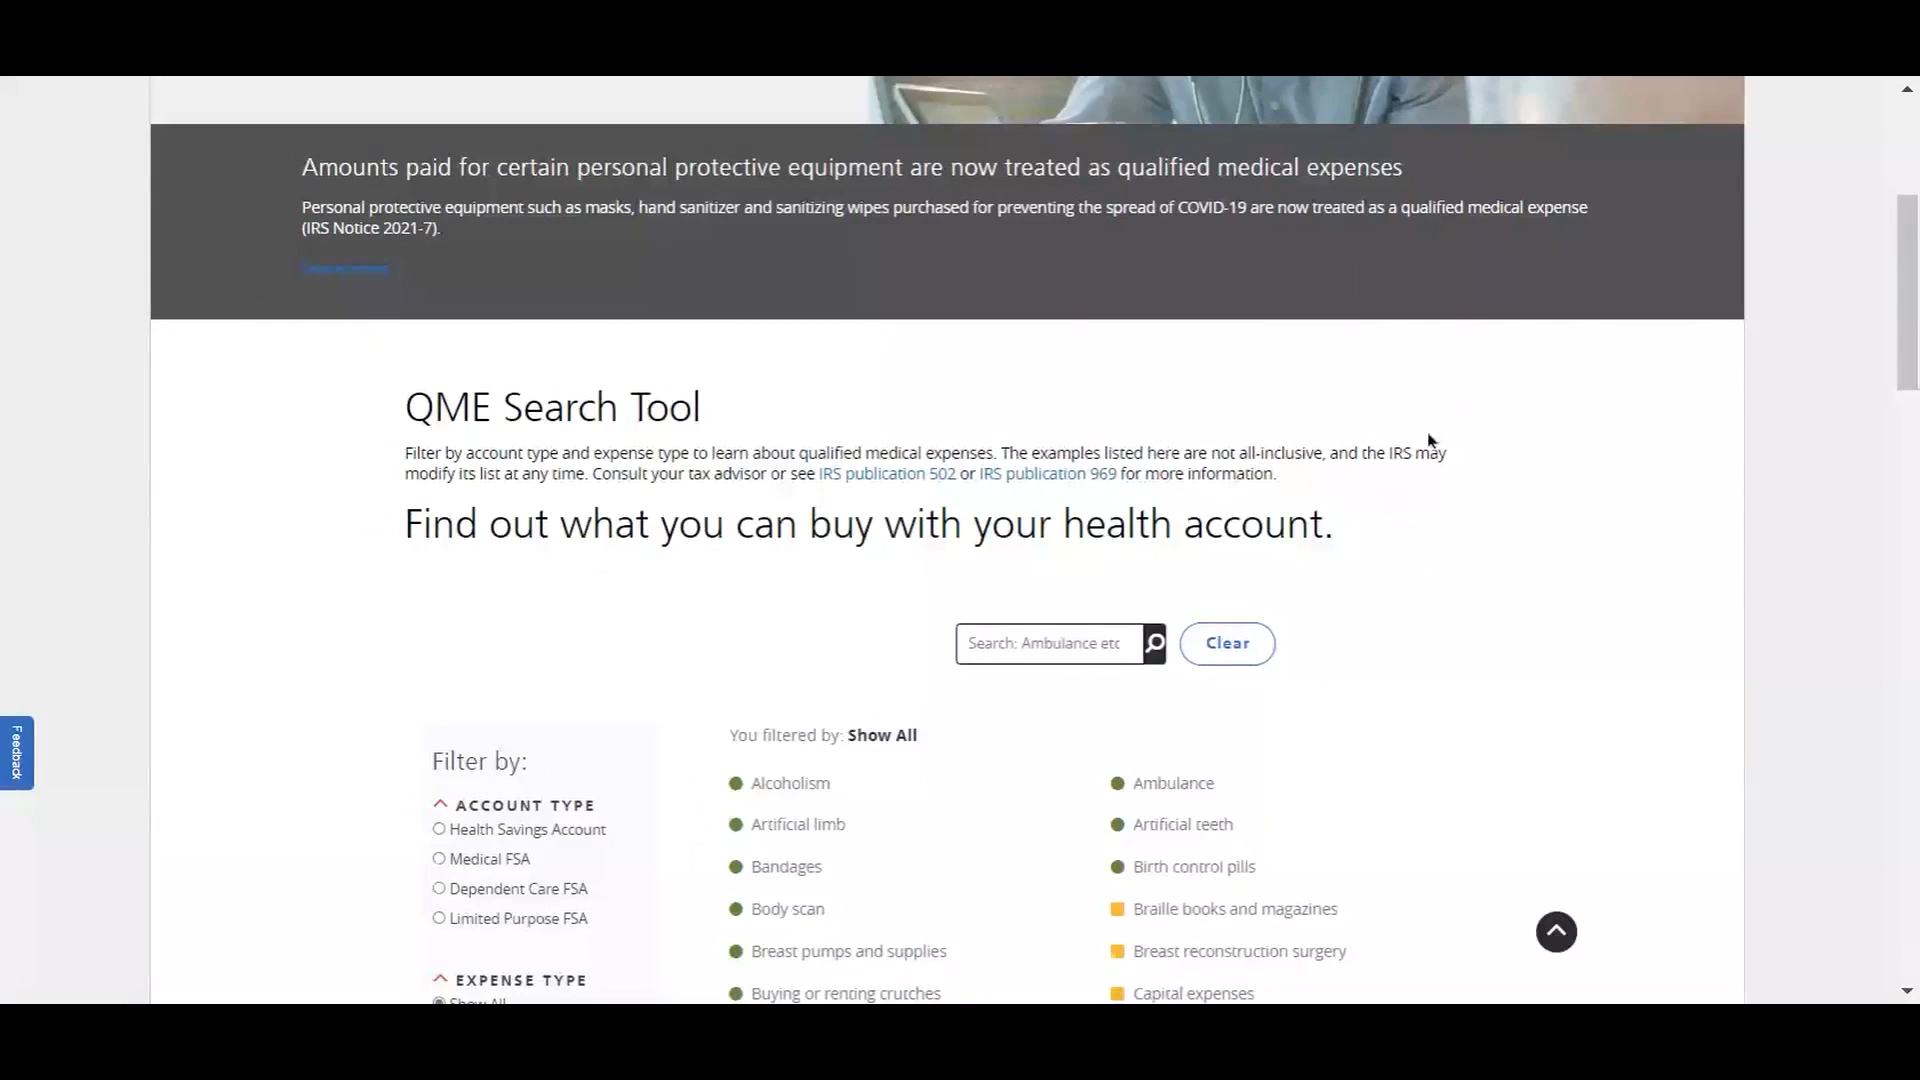 Amounts paid for certain personal protective equipment are now treated as qualified medical expenses
Personal protective equipment such as masks, hand sanitizer and sanitizing wipes purchased for preventing the spread of COVID-19 are now treated as a qualified medical expense
(IRS Notice 2021-7).
QME Search Tool
Filter by account type and expense type to learn about qualified medical expenses. The examples listed here are not all-inclusive, and the IRS may
modify its list at any time. Consult your tax advisor or see IRS publication 502 or IRS publication 969 for more information.
Find out what you can buy with your health account.
Search: Ambulance etc
Clear
Feedback
Filter by:
ACCOUNT TYPE
Health Savings Account
Medical FSA
Dependent Care FSA
Limited Purpose FSA
EXPENSE TYPE
Show All
You filtered by: Show All
Alcoholism
Ambulance
Artificial limb
Artificial teeth
Bandages
Birth control pills
Body scan
Braille books and magazines
Breast pumps and supplies
Breast reconstruction surgery
Buying or renting crutches
Capital expenses